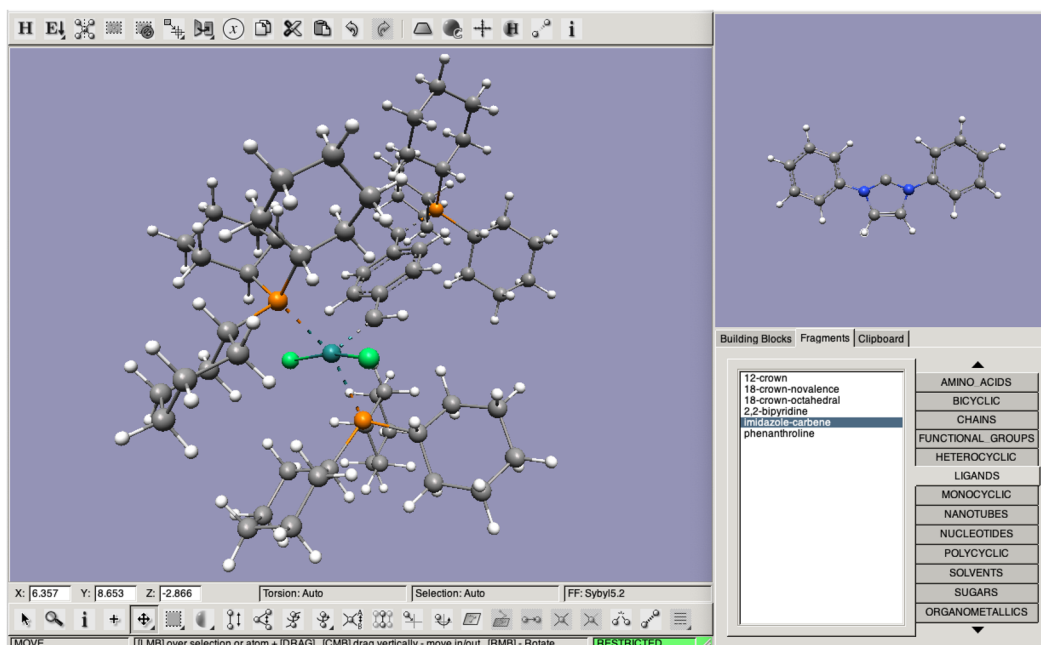 H E↓ x H i
Building Blocks Fragments Clipboard
12-crown
18-crown-novalence
18-crown-octahedral
2,2-bipyridine
imidazole-carbene
phenanthroline
AMINO_ACIDS
BICYCLIC
CHAINS
FUNCTIONAL_GROUPS
HETEROCYCLIC
LIGANDS
MONOCYCLIC
NANOTUBES
NUCLEOTIDES
POLYCYCLIC
SOLVENTS
SUGARS
ORGANOMETALLICS
X: 6.357 Y: 8.653 Z: -2.866 Torsion: Auto Selection: Auto FF: Sybyl5.2
i
MOVE [LMB] over selection or atom + [DRAG] [CMB] drag vertically - move in/out [RMB] - Rotate RESTRICTED